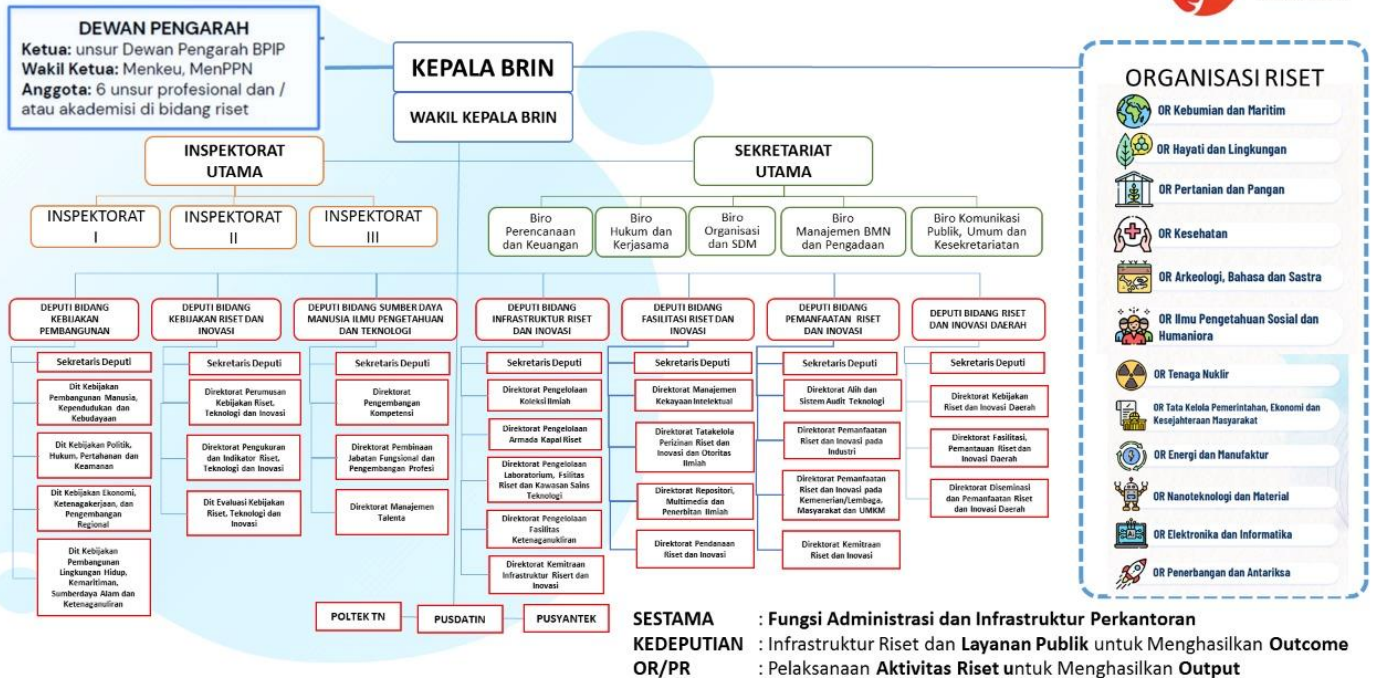 DEWAN PENGARAH
Ketua: unsur Dewan Pengarah BPIP
Wakil Ketua: Menkeu, MenPPN
Anggota: 6 unsur profesional dan /
atau akademisi di bidang riset
KEPALA BRIN
WAKIL KEPALA BRIN
INSPEKTORAT
UTAMA
SEKRETARIAT
UTAMA
INSPEKTORAT
I
INSPEKTORAT
II
INSPEKTORAT
III
Biro
Perencanaan
dan Keuangan
Biro
Hukum dan
Kerjasama
Biro
Organisasi
dan SDM
Biro
Manajemen BMN
dan Pengadaan
Biro Komunikasi
Publik, Umum dan
Kesekretariatan
DEPUTI BIDANG
KEBIJAKAN
PEMBANGUNAN
Sekretaris Deputi
Dit Kebijakan
Pembangunan Manusia,
Kependudukan dan
Kebudayaan
Dit Kebijakan Politik,
Hukum, Pertahanan dan
Keamanan
Dit Kebijakan Ekonomi,
Ketenagakerjaan, dan
Pengembangan
Regional
Dit Kebijakan
Pembangunan
Lingkungan Hidup,
Kemaritiman,
Sumberdaya Alam dan
Ketenaganuliran
DEPUTI BIDANG
KEBIJAKAN RISET DAN
INOVASI
Sekretaris Deputi
Direktorat Perumusan
Kebijakan Riset,
Teknologi dan Inovasi
Direktorat Pengukuran
dan Indikator Riset,
Teknologi dan Inovasi
Dit Evaluasi Kebijakan
Riset, Teknologi dan
Inovasi
DEPUTI BIDANG SUMBER DAYA
MANUSIA ILMU PENGETAHUAN
DAN TEKNOLOGI
Sekretaris Deputi
Direktorat
Pengembangan
Kompetensi
Direktorat Pembinaan
Jabatan Fungsional dan
Pengembangan Profesi
Direktorat Manajemen
Talenta
DEPUTI BIDANG
INFRASTRUKTUR RISET
DAN INOVASI
Sekretaris Deputi
Direktorat Pengelolaan
Koleksi Ilmiah
Direktorat Pengelolaan
Armada Kapal Riset
Direktorat Pengelolaan
Laboratorium, Fsilitas
Riset dan Kawasan Sains
Teknologi
Direktorat Pengelolaan
Fasilitas
Ketenaganukliran
Direktorat Kemitraan
Infrastruktur Risert dan
Inovasi
DEPUTI BIDANG
FASILITASI RISET DAN
INOVASI
Sekretaris Deputi
Direktorat Manajemen
Kekayaan Intelektual
Direktorat Tatakelola
Perizinan Riset dan
Inovasi dan Otoritas
Ilmiah
Direktorat Repositori,
Multimedia dan
Penerbitan Ilmiah
Direktorat Pendanaan
Riset dan Inovasi
DEPUTI BIDANG
PEMANFAATAN RISET
DAN INOVASI
Sekretaris Deputi
Direktorat Alih dan
Sistem Audit Teknologi
Direktorat Pemanfaatan
Riset dan Inovasi pada
Industri
Direktorat Pemanfaatan
Riset dan Inovasi pada
Kemenerian/Lembaga,
Masyarakat dan UMKM
Direktorat Kemitraan
Riset dan Inovasi
DEPUTI BIDANG RISET
DAN INOVASI DAERAH
Sekretaris Deputi
Direktorat Kebijakan
Riset dan Inovasi Daerah
Direktorat Fasilitasi,
Pemantauan Riset dan
Inovasi Daerah
Direktorat Diseminasi
dan Pemanfaatan Riset
dan Inovasi Daerah
POLTEK TN
PUSDATIN
PUSYANTEK
ORGANISASI RISET
OR Kebumian dan Maritim
OR Hayati dan Lingkungan
OR Pertanian dan Pangan
OR Kesehatan
OR Arkeologi, Bahasa dan Sastra
OR Ilmu Pengetahuan Sosial dan
Humaniora
OR Tenaga Nuklir
OR Tata Kelola Pemerintahan, Ekonomi dan
Kesejahteraan Masyarakat
OR Energi dan Manufaktur
OR Nanoteknologi dan Material
OR Elektronika dan Informatika
OR Penerbangan dan Antariksa
SESTAMA : Fungsi Administrasi dan Infrastruktur Perkantoran
KEDEPUTIAN : Infrastruktur Riset dan Layanan Publik untuk Menghasilkan Outcome
OR/PR : Pelaksanaan Aktivitas Riset untuk Menghasilkan Output